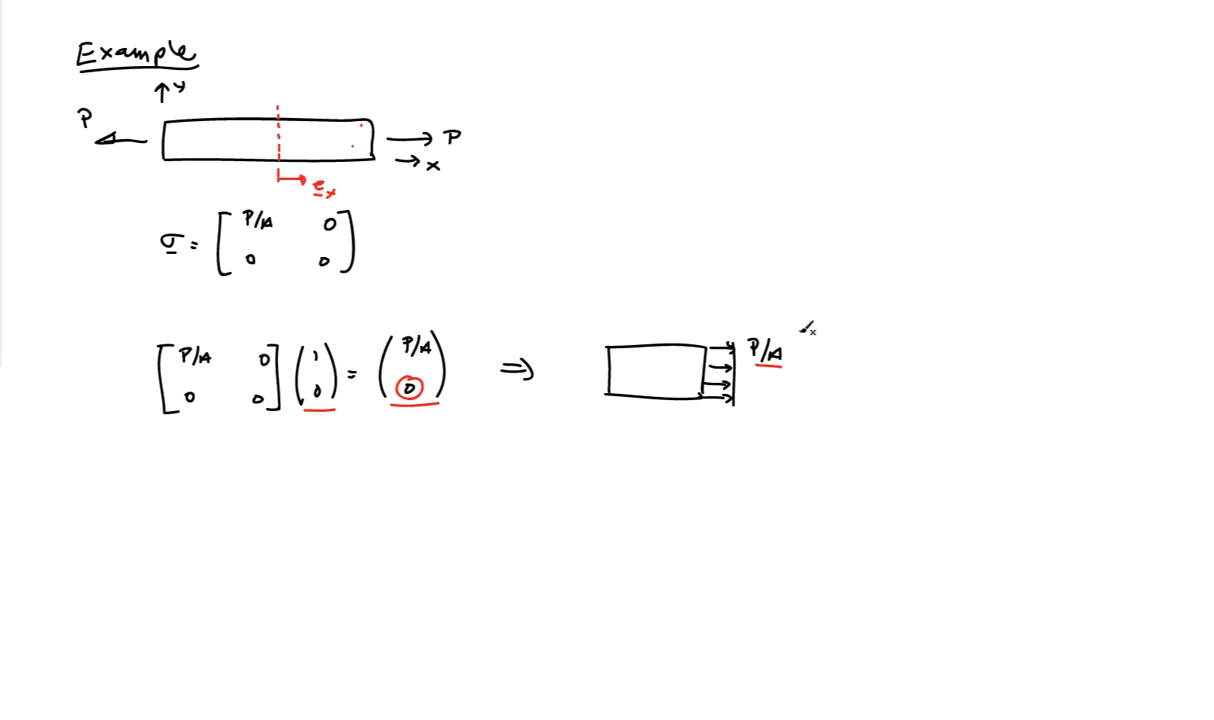 Example
y
P
P
x
e_x
σ = [ P/A 0
0 0 ]
[ P/A 0
0 0 ] ( 1
0 ) = ( P/A
0 ) ⇒ P/A